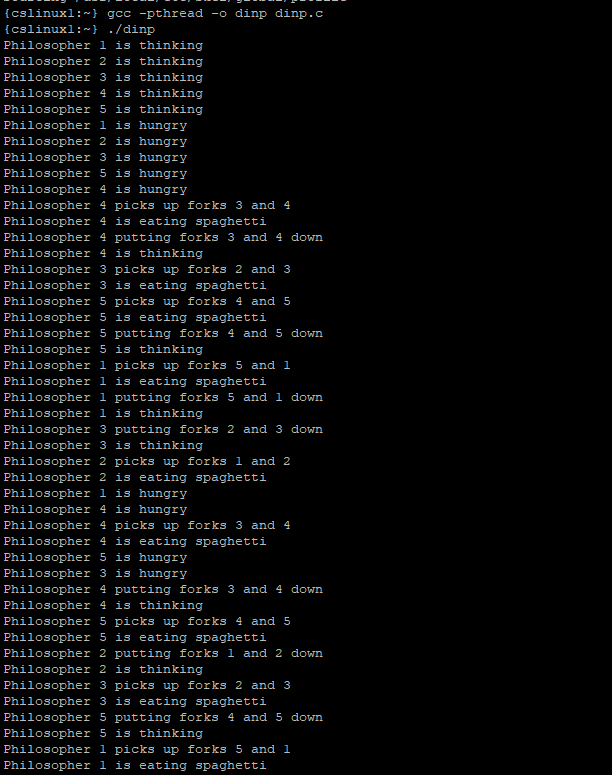 {cslinux1:~} gcc -pthread -o dinp dinp.c
{cslinux1:~} ./dinp
Philosopher 1 is thinking
Philosopher 2 is thinking
Philosopher 3 is thinking
Philosopher 4 is thinking
Philosopher 5 is thinking
Philosopher 1 is hungry
Philosopher 2 is hungry
Philosopher 3 is hungry
Philosopher 5 is hungry
Philosopher 4 is hungry
Philosopher 4 picks up forks 3 and 4
Philosopher 4 is eating spaghetti
Philosopher 4 putting forks 3 and 4 down
Philosopher 4 is thinking
Philosopher 3 picks up forks 2 and 3
Philosopher 3 is eating spaghetti
Philosopher 5 picks up forks 4 and 5
Philosopher 5 is eating spaghetti
Philosopher 5 putting forks 4 and 5 down
Philosopher 5 is thinking
Philosopher 1 picks up forks 5 and 1
Philosopher 1 is eating spaghetti
Philosopher 1 putting forks 5 and 1 down
Philosopher 1 is thinking
Philosopher 3 putting forks 2 and 3 down
Philosopher 3 is thinking
Philosopher 2 picks up forks 1 and 2
Philosopher 2 is eating spaghetti
Philosopher 1 is hungry
Philosopher 4 is hungry
Philosopher 4 picks up forks 3 and 4
Philosopher 4 is eating spaghetti
Philosopher 5 is hungry
Philosopher 3 is hungry
Philosopher 4 putting forks 3 and 4 down
Philosopher 4 is thinking
Philosopher 5 picks up forks 4 and 5
Philosopher 5 is eating spaghetti
Philosopher 2 putting forks 1 and 2 down
Philosopher 2 is thinking
Philosopher 3 picks up forks 2 and 3
Philosopher 3 is eating spaghetti
Philosopher 5 putting forks 4 and 5 down
Philosopher 5 is thinking
Philosopher 1 picks up forks 5 and 1
Philosopher 1 is eating spaghetti